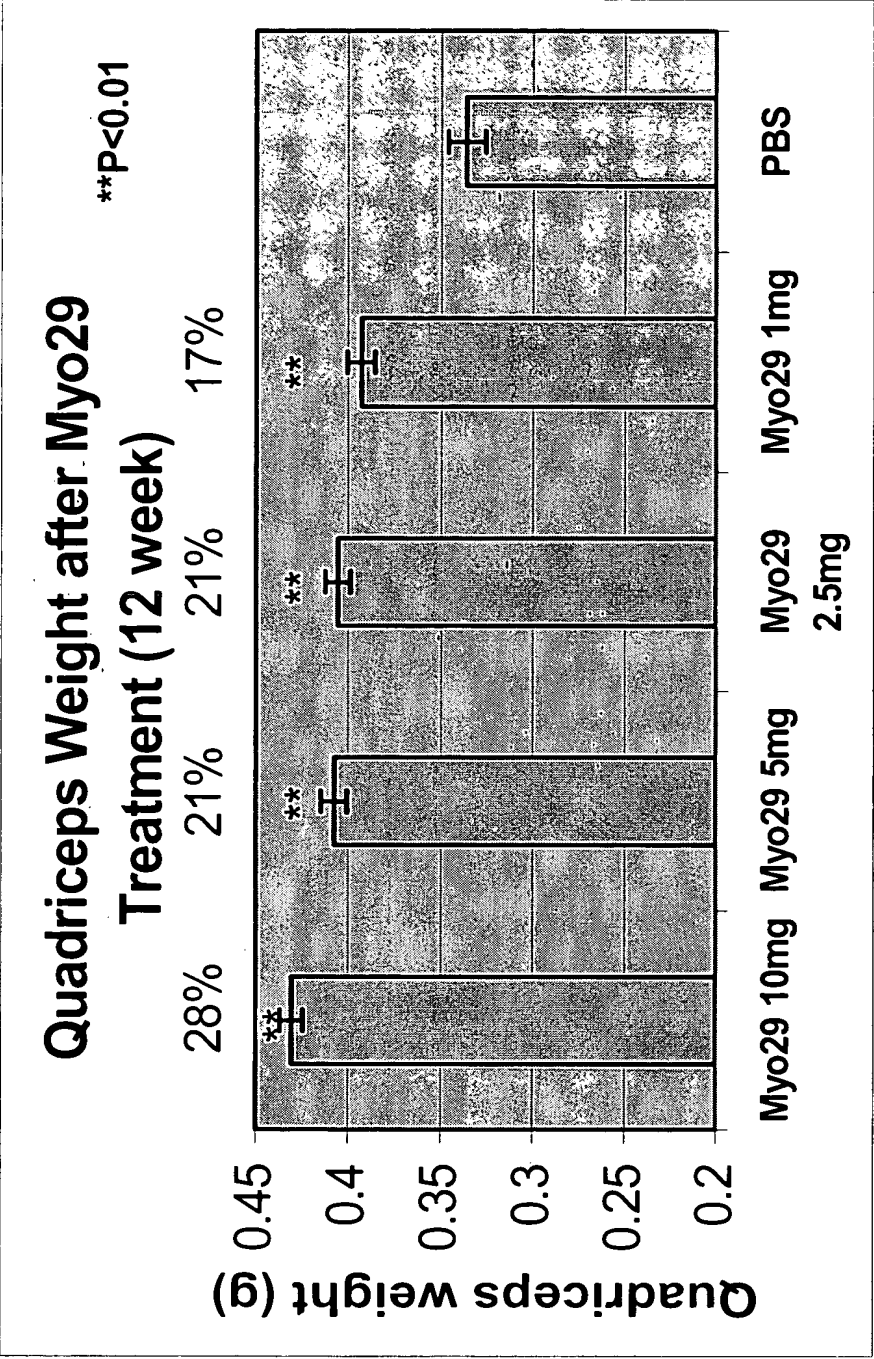 Quadriceps Weight after Myo29
Treatment (12 week)
**P<0.01
28%
21%
21%
17%
**
**
**
**
Quadriceps weight (g)
0.45
0.4
0.35
0.3
0.25
0.2
Myo29 10mg
Myo29 5mg
Myo29
2.5mg
Myo29 1mg
PBS